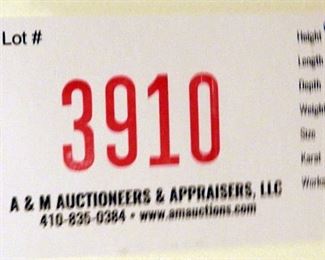 Lot #
3910
A & M AUCTIONEERS & APPRAISERS, LLC
410-835-0384 • www.amauctions.com
Height
Length
Depth
Weight
Size
Karat